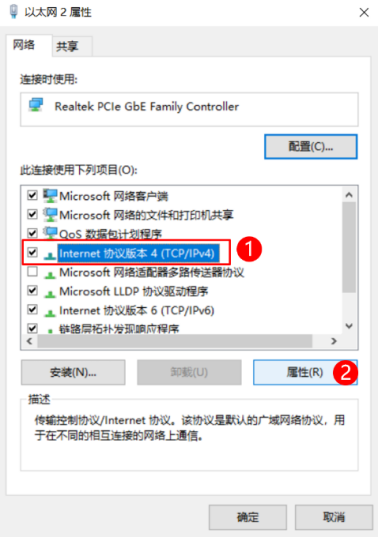 以太网 2 属性
网络
共享
连接时使用:
Realtek PCIe GbE Family Controller
配置(C)...
此连接使用下列项目(O):
Microsoft 网络客户端
Microsoft 网络的文件和打印机共享
QoS 数据包计划程序
Internet 协议版本 4 (TCP/IPv4)
1
Microsoft 网络适配器多路传送器协议
Microsoft LLDP 协议驱动程序
Internet 协议版本 6 (TCP/IPv6)
链路层拓扑发现响应程序
安装(N)...
卸载(U)
属性(R)
2
描述
传输控制协议/Internet 协议。该协议是默认的广域网络协议，用
于在不同的相互连接的网络上通信。
确定
取消